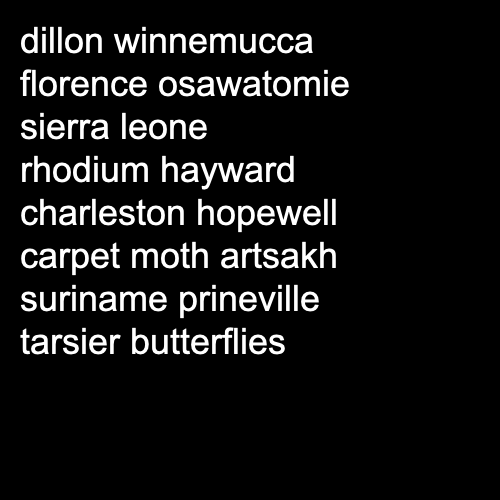 dillon winnemucca
florence osawatomie
sierra leone
rhodium hayward
charleston hopewell
carpet moth artsakh
suriname prineville
tarsier butterflies